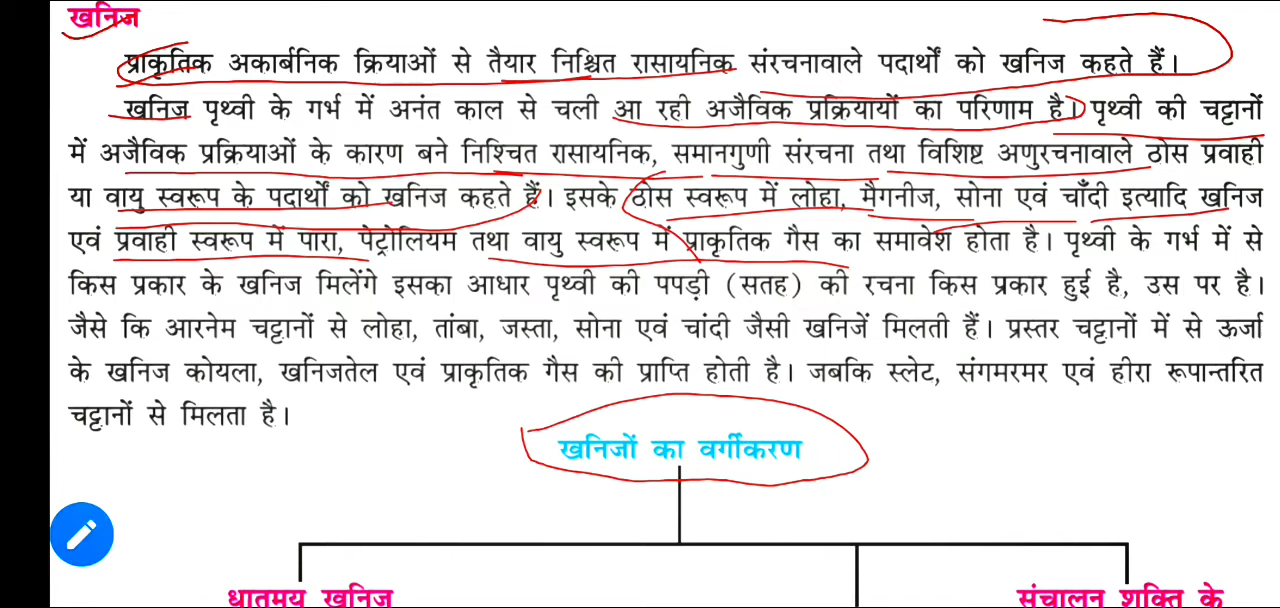 खनिज
प्राकृतिक अकार्बनिक क्रियाओं से तैयार निश्चित रासायनिक संरचनावाले पदार्थों को खनिज कहते हैं।
खनिज पृथ्वी के गर्भ में अनंत काल से चली आ रही अजैविक प्रक्रियायों का परिणाम है। पृथ्वी की चट्टानों
में अजैविक प्रक्रियाओं के कारण बने निश्चित रासायनिक, समानगुणी संरचना तथा विशिष्ट अणुरचनावाले ठोस प्रवाही
या वायु स्वरूप के पदार्थों को खनिज कहते हैं। इसके ठोस स्वरूप में लोहा, मैगनीज, सोना एवं चाँदी इत्यादि खनिज
एवं प्रवाही स्वरूप में पारा, पेट्रोलियम तथा वायु स्वरूप में प्राकृतिक गैस का समावेश होता है। पृथ्वी के गर्भ में से
किस प्रकार के खनिज मिलेंगे इसका आधार पृथ्वी की पपड़ी (सतह) की रचना किस प्रकार हुई है, उस पर है।
जैसे कि आरनेम चट्टानों से लोहा, तांबा, जस्ता, सोना एवं चांदी जैसी खनिजें मिलती हैं। प्रस्तर चट्टानों में से ऊर्जा
के खनिज कोयला, खनिजतेल एवं प्राकृतिक गैस की प्राप्ति होती है। जबकि स्लेट, संगमरमर एवं हीरा रूपान्तरित
चट्टानों से मिलता है।
खनिजों का वर्गीकरण
धातुमय खनिज
संचालन शक्ति के